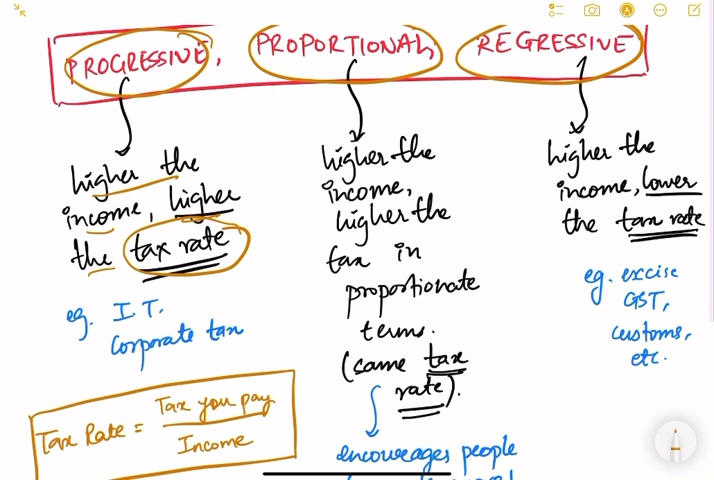 PROGRESSIVE, PROPORTIONAL, REGRESSIVE
higher the
income, higher
the tax rate
eg. I.T.
corporate tax
Tax Rate = Tax you pay
Income
higher the
income,
higher the
tax in
proportionate
terms.
(same tax
rate).
encourages people
higher the
income, lower
the tax rate
eg. excise
GST,
customs,
etc.